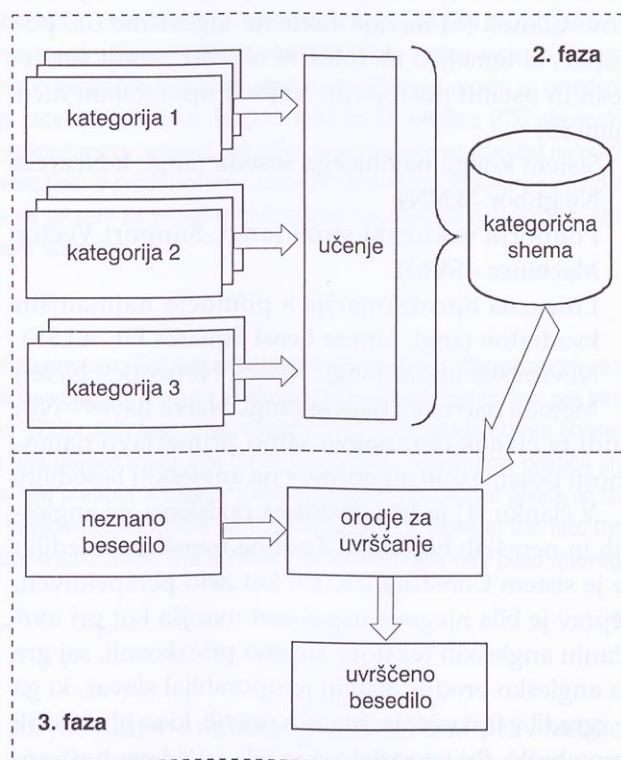 2. faza
kategorija 1
kategorija 2
kategorija 3
učenje
kategorična
shema
neznano
besedilo
orodje za
uvrščanje
uvrščeno
besedilo
3. faza